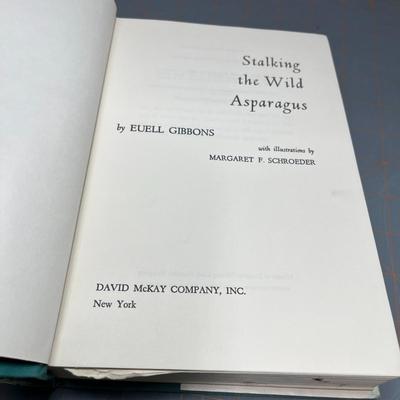 Stalking
the Wild
Asparagus
by EUELL GIBBONS
with illustrations by
MARGARET F. SCHROEDER
DAVID McKAY COMPANY, INC.
New York